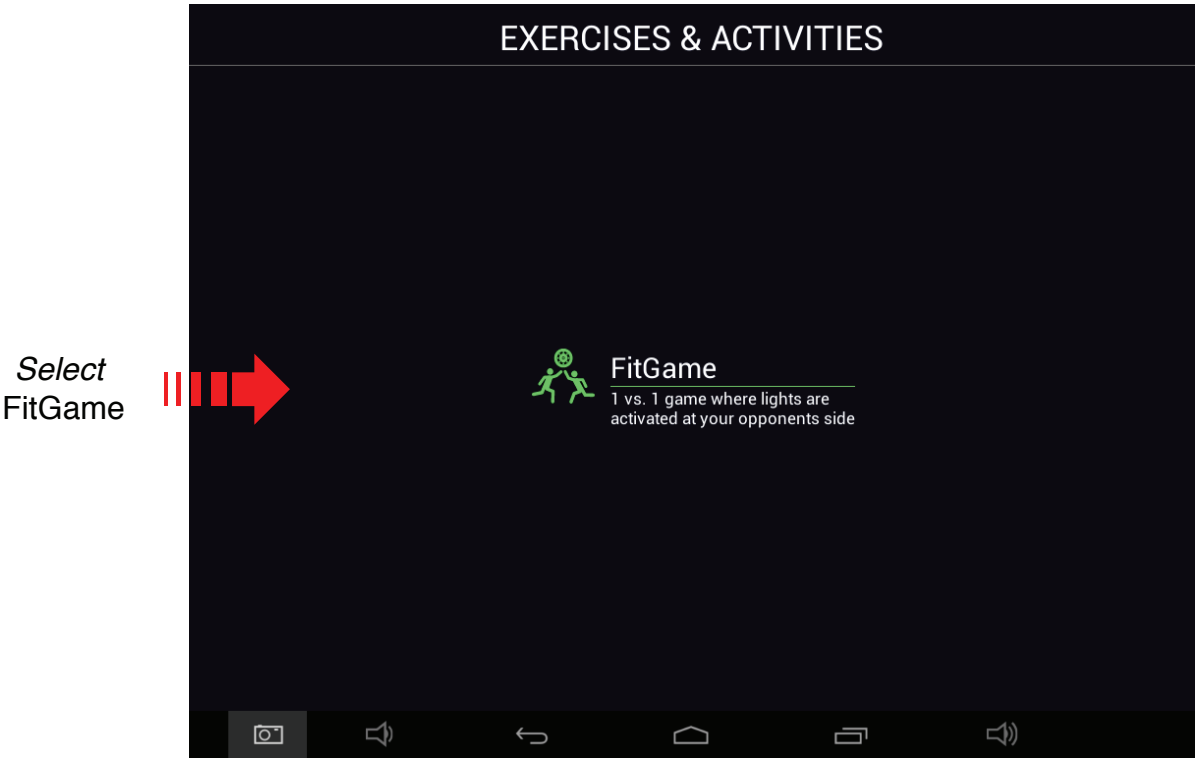 EXERCISES & ACTIVITIES
Select
FitGame
FitGame
1 vs. 1 game where lights are
activated at your opponents side